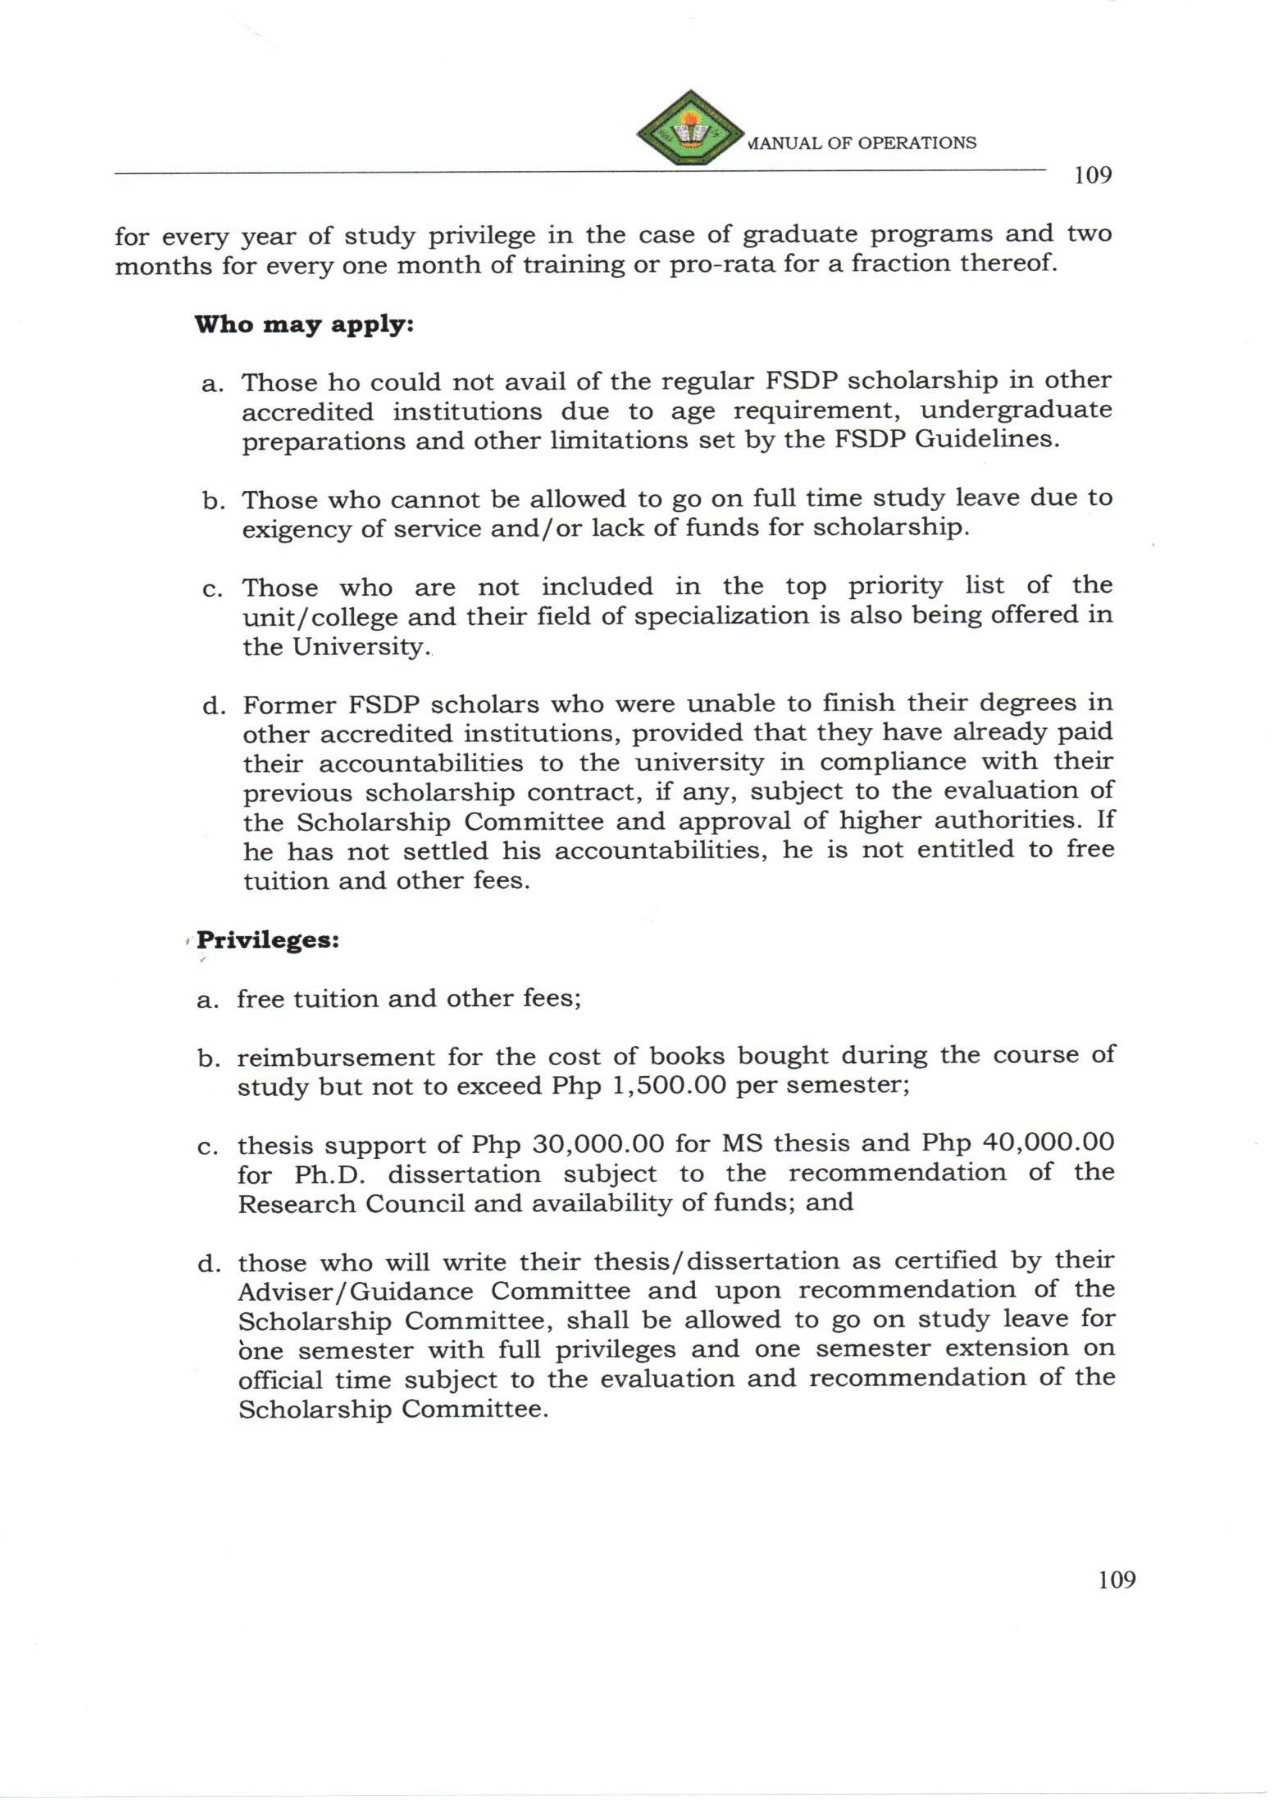 MANUAL OF OPERATIONS
109
for every year of study privilege in the case of graduate programs and two
months for every one month of training or pro-rata for a fraction thereof.
Who may apply:
a. Those ho could not avail of the regular FSDP scholarship in other
accredited institutions due to age requirement, undergraduate
preparations and other limitations set by the FSDP Guidelines.
b. Those who cannot be allowed to go on full time study leave due to
exigency of service and/or lack of funds for scholarship.
c. Those who are not included in the top priority list of the
unit/college and their field of specialization is also being offered in
the University.
d. Former FSDP scholars who were unable to finish their degrees in
other accredited institutions, provided that they have already paid
their accountabilities to the university in compliance with their
previous scholarship contract, if any, subject to the evaluation of
the Scholarship Committee and approval of higher authorities. If
he has not settled his accountabilities, he is not entitled to free
tuition and other fees.
Privileges:
a. free tuition and other fees;
b. reimbursement for the cost of books bought during the course of
study but not to exceed Php 1,500.00 per semester;
c. thesis support of Php 30,000.00 for MS thesis and Php 40,000.00
for Ph.D. dissertation subject to the recommendation of the
Research Council and availability of funds; and
d. those who will write their thesis/dissertation as certified by their
Adviser/Guidance Committee and upon recommendation of the
Scholarship Committee, shall be allowed to go on study leave for
one semester with full privileges and one semester extension on
official time subject to the evaluation and recommendation of the
Scholarship Committee.
109